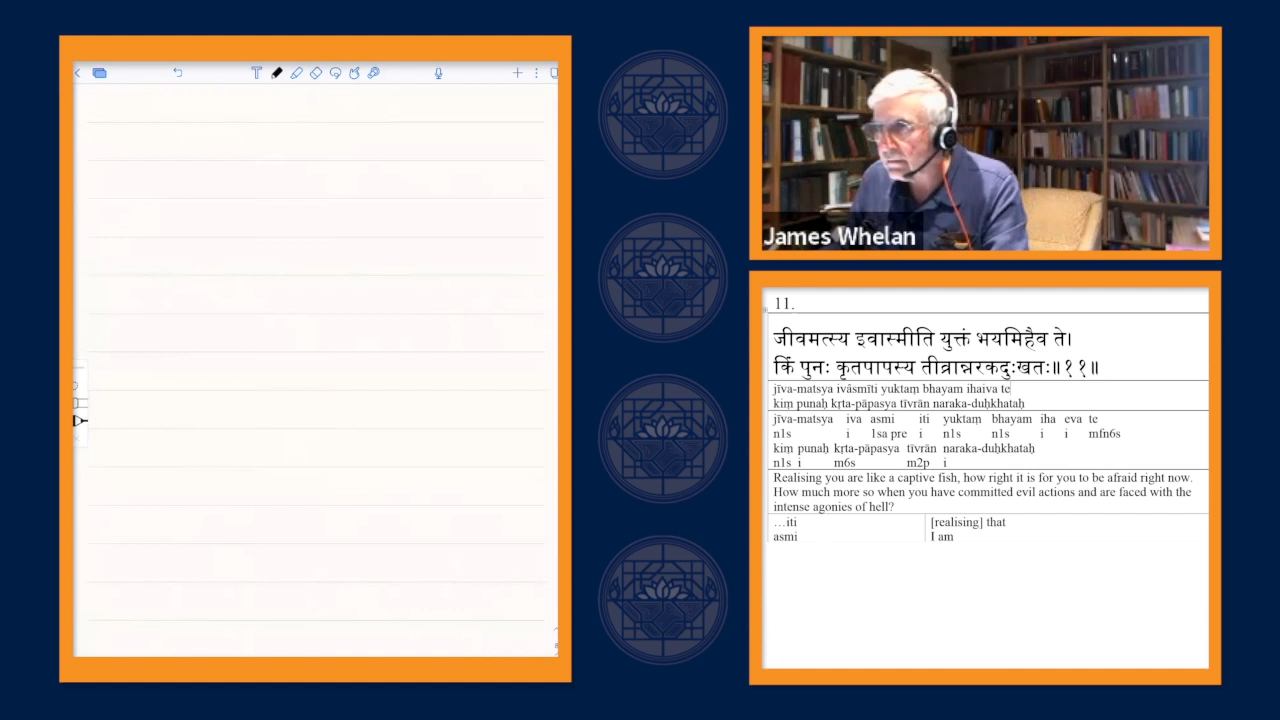 James Whelan
11.
जीवमत्स्य इवास्मीति युक्तं भयमिहैव ते।
किं पुनः कृतपापस्य तीव्रान्नरकदुःखतः॥११॥
jīva-matsya ivâsmīti yuktaṃ bhayam ihaiva te
kiṃ punaḥ kṛta-pāpasya tīvrān naraka-duḥkhataḥ
jīva-matsya iva asmi iti yuktaṃ bhayam iha eva te
n1s i 1sa pre i n1s n1s i i mfn6s
kiṃ punaḥ kṛta-pāpasya tīvrān naraka-duḥkhataḥ
n1s i m6s m2p i
Realising you are like a captive fish, how right it is for you to be afraid right now.
How much more so when you have committed evil actions and are faced with the
intense agonies of hell?
…iti [realising] that
asmi I am